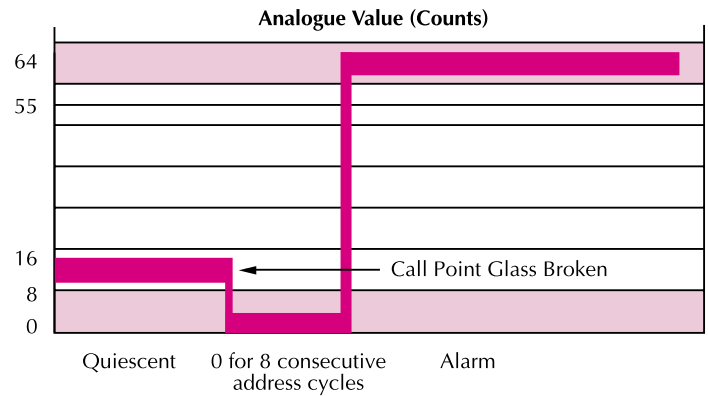 Analogue Value (Counts)
64
55
16
Call Point Glass Broken
8
0
Quiescent
0 for 8 consecutive
address cycles
Alarm